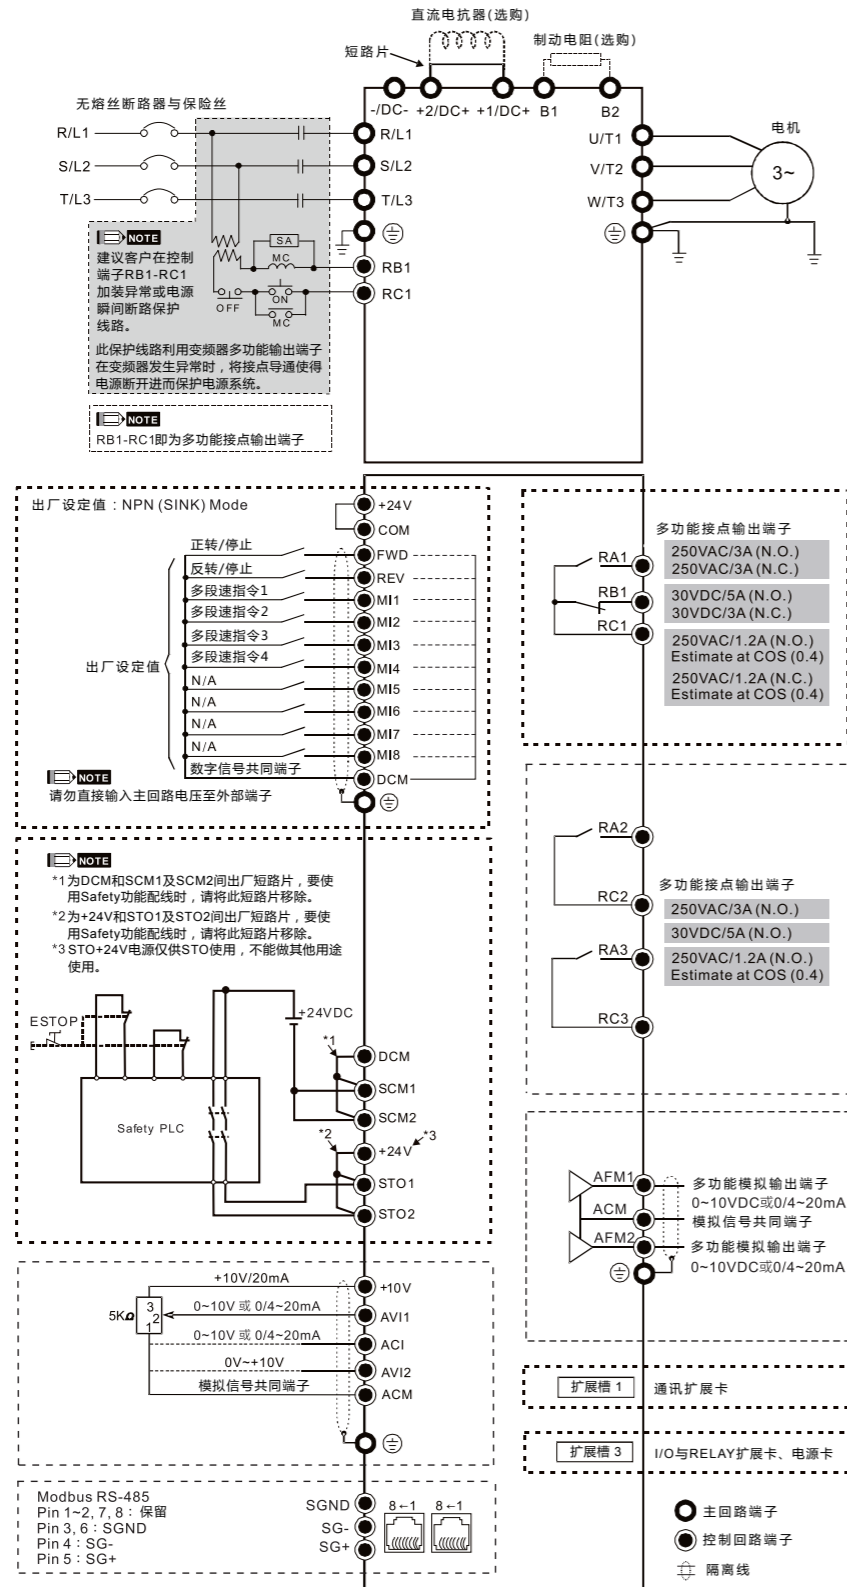 直流电抗器(选购)
制动电阻(选购)
短路片
-/DC-
+2/DC+
+1/DC+
B1
B2
无熔丝断路器与保险丝
R/L1
R/L1
S/L2
S/L2
T/L3
T/L3
U/T1
V/T2
W/T3
电机
3~
NOTE
建议客户在控制
端子RB1-RC1
加装异常或电源
瞬间断路保护
线路。
SA
MC
OFF
ON
MC
RB1
RC1
此保护线路利用变频器多功能输出端子
在变频器发生异常时，将接点导通使得
电源断开进而保护电源系统。
NOTE
RB1-RC1即为多功能接点输出端子
出厂设定值：NPN (SINK) Mode
+24V
COM
正转/停止
FWD
反转/停止
REV
多段速指令1
MI1
多段速指令2
MI2
多段速指令3
MI3
多段速指令4
MI4
出厂设定值
N/A
MI5
N/A
MI6
N/A
MI7
N/A
MI8
数字信号共同端子
DCM
NOTE
请勿直接输入主回路电压至外部端子
多功能接点输出端子
RA1
RB1
RC1
250VAC/3A (N.O.)
250VAC/3A (N.C.)
30VDC/5A (N.O.)
30VDC/3A (N.C.)
250VAC/1.2A (N.O.)
Estimate at COS (0.4)
250VAC/1.2A (N.C.)
Estimate at COS (0.4)
RA2
RC2
RA3
RC3
多功能接点输出端子
250VAC/3A (N.O.)
30VDC/5A (N.O.)
250VAC/1.2A (N.O.)
Estimate at COS (0.4)
NOTE
*1 为DCM和SCM1及SCM2间出厂短路片，要使
用Safety功能配线时，请将此短路片移除。
*2 为+24V和STO1及STO2间出厂短路片，要使
用Safety功能配线时，请将此短路片移除。
*3 STO+24V电源仅供STO使用，不能做其他用途
使用。
ESTOP
+24VDC
Safety PLC
*1
DCM
SCM1
SCM2
*2
+24V
*3
STO1
STO2
AFM1
多功能模拟输出端子
0~10VDC或0/4~20mA
ACM
模拟信号共同端子
AFM2
多功能模拟输出端子
0~10VDC或0/4~20mA
+10V/20mA
+10V
5KΩ
3
2
1
0~10V 或 0/4~20mA
AVI1
0~10V 或 0/4~20mA
ACI
0V~+10V
AVI2
模拟信号共同端子
ACM
扩展槽 1
通讯扩展卡
扩展槽 3
I/O与RELAY扩展卡、电源卡
Modbus RS-485
Pin 1~2, 7, 8：保留
Pin 3, 6：SGND
Pin 4：SG-
Pin 5：SG+
SGND
SG-
SG+
8←1
8←1
主回路端子
控制回路端子
隔离线